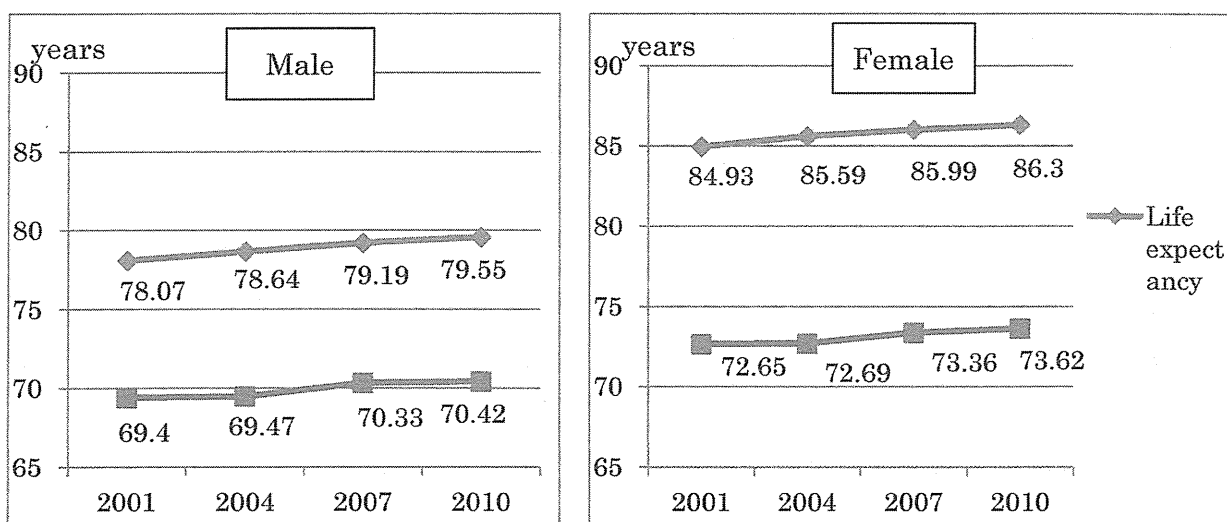 years
Male
90
85
80
75
70
65
78.07 78.64 79.19 79.55
69.4 69.47 70.33 70.42
2001 2004 2007 2010
years
Female
90
85
80
75
70
65
84.93 85.59 85.99 86.3
72.65 72.69 73.36 73.62
2001 2004 2007 2010
Life
expect
ancy